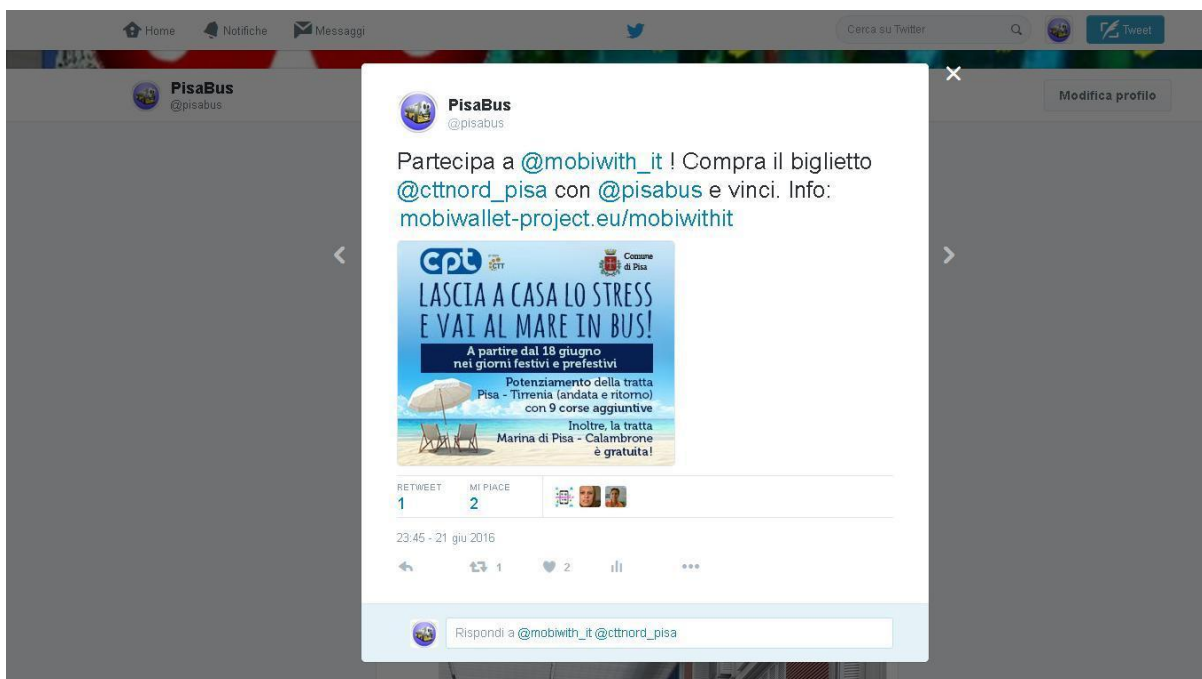 Home Notifiche Messaggi Cerca su Twitter Tweet
PisaBus
@pisabus
Modifica profilo
PisaBus
@pisabus
Partecipa a @mobiwith_it ! Compra il biglietto
@cttnord_pisa con @pisabus e vinci. Info:
mobiwallet-project.eu/mobiwithit
cpt CTT Comune
di Pisa
LASCIA A CASA LO STRESS
E VAI AL MARE IN BUS!
A partire dal 18 giugno
nei giorni festivi e prefestivi
Potenziamento della tratta
Pisa - Tirrenia (andata e ritorno)
con 9 corse aggiuntive
Inoltre, la tratta
Marina di Pisa - Calambrone
è gratuita!
RETWEET MI PIACE
1 2
23:45 - 21 giu 2016
1 2
Rispondi a @mobiwith_it @cttnord_pisa